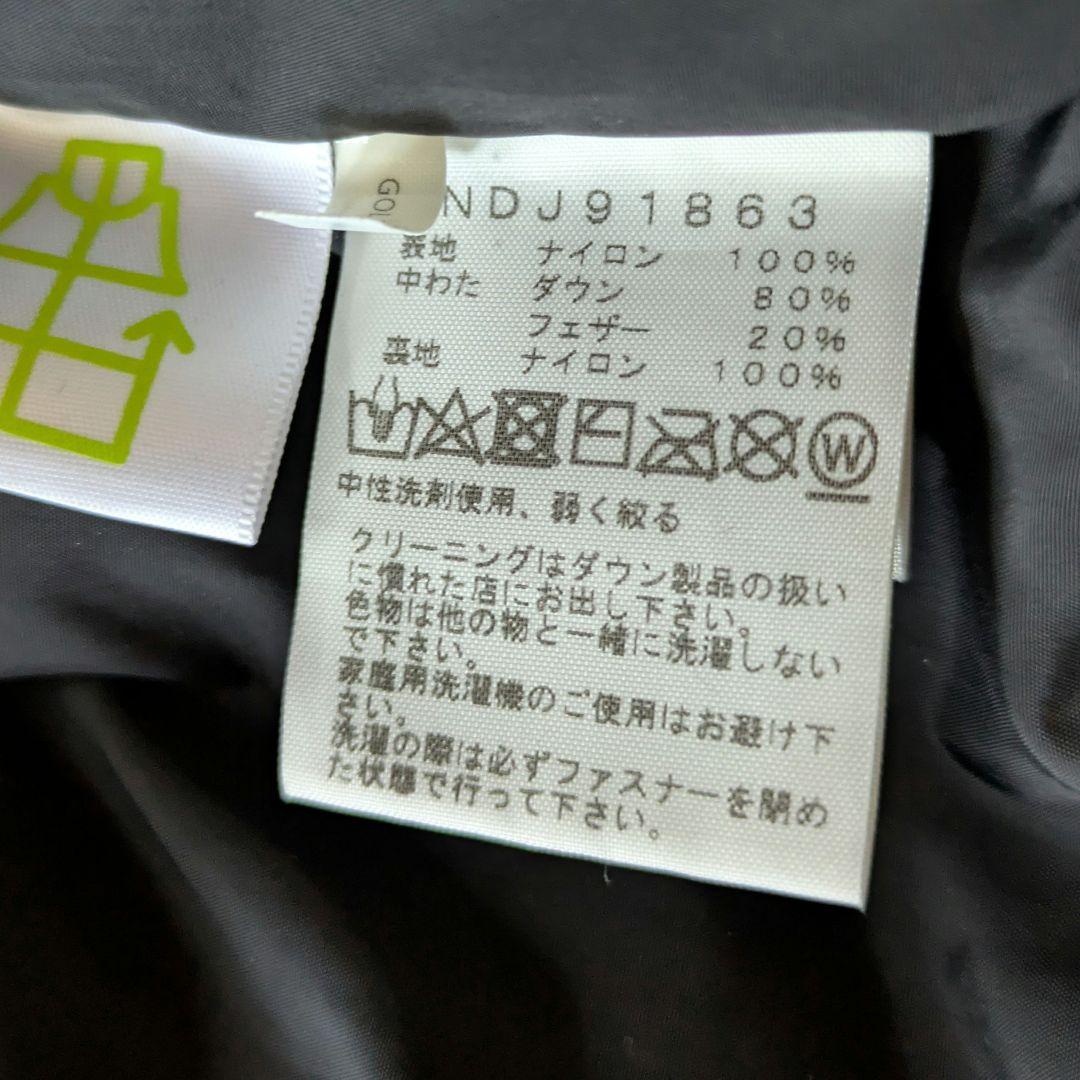 GOL
NDJ91863
表地 ナイロン 100%
中わた ダウン 80%
フェザー 20%
裏地 ナイロン 100%
W
中性洗剤使用、弱く絞る
クリーニングはダウン製品の扱い
に慣れた店にお出し下さい。
色物は他の物と一緒に洗濯しない
で下さい。
家庭用洗濯機のご使用はお避け下
さい。
洗濯の際は必ずファスナーを閉め
た状態で行って下さい。